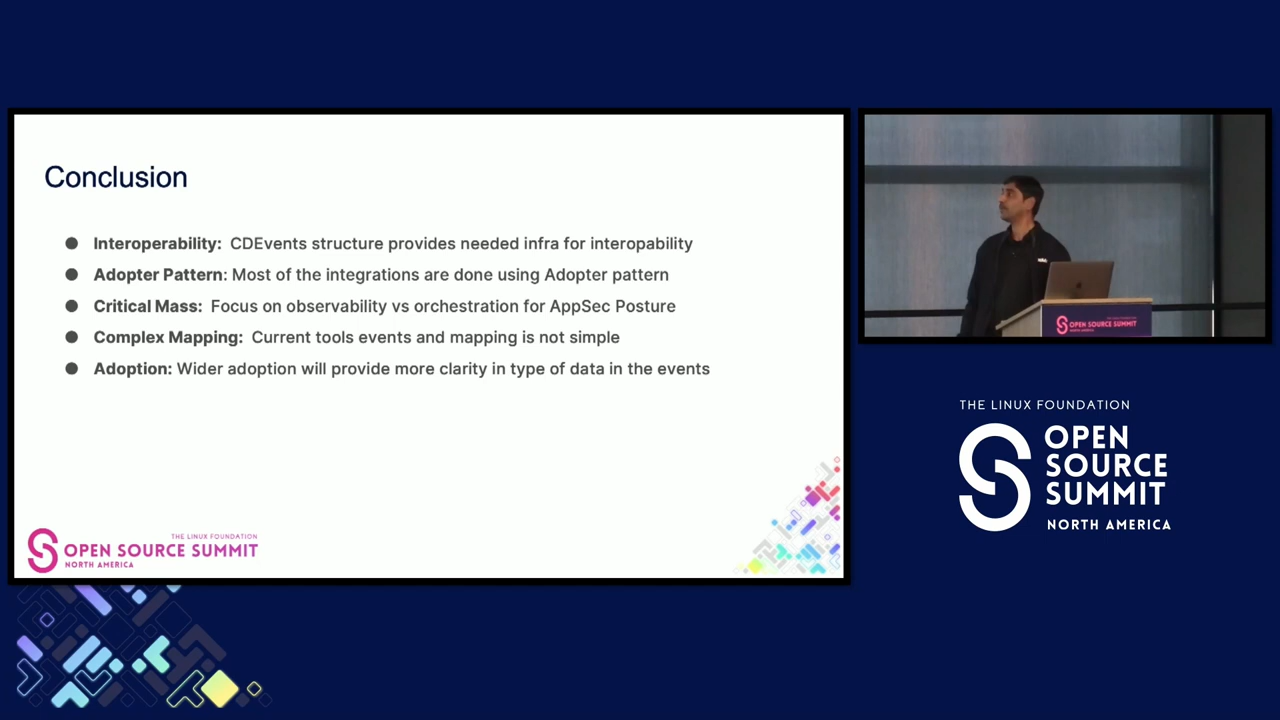 Conclusion
● Interoperability: CDEvents structure provides needed infra for interopability
● Adopter Pattern: Most of the integrations are done using Adopter pattern
● Critical Mass: Focus on observability vs orchestration for AppSec Posture
● Complex Mapping: Current tools events and mapping is not simple
● Adoption: Wider adoption will provide more clarity in type of data in the events
THE LINUX FOUNDATION
OPEN SOURCE SUMMIT
NORTH AMERICA
OPEN SOURCE SUMMIT
NORTH AMERICA
THE LINUX FOUNDATION
OPEN
SOURCE
SUMMIT
NORTH AMERICA